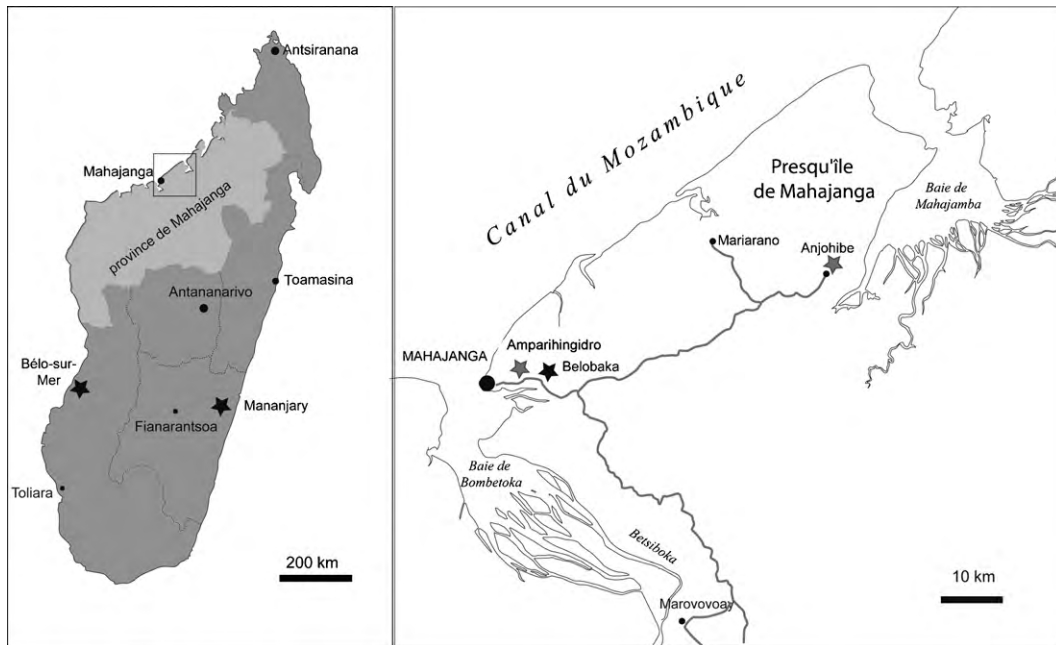 Antsiranana
Mahajanga
province de Mahajanga
Toamasina
Antananarivo
Bélo-sur-
Mer
Mananjary
Fianarantsoa
Toliara
200 km
Canal du Mozambique
Presqu'île
de Mahajanga
Baie de
Mahajamba
Mariarano
Anjohibe
Amparihingidro
MAHAJANGA
Belobaka
Baie de
Bombetoka
Betsiboka
10 km
Marovovoay